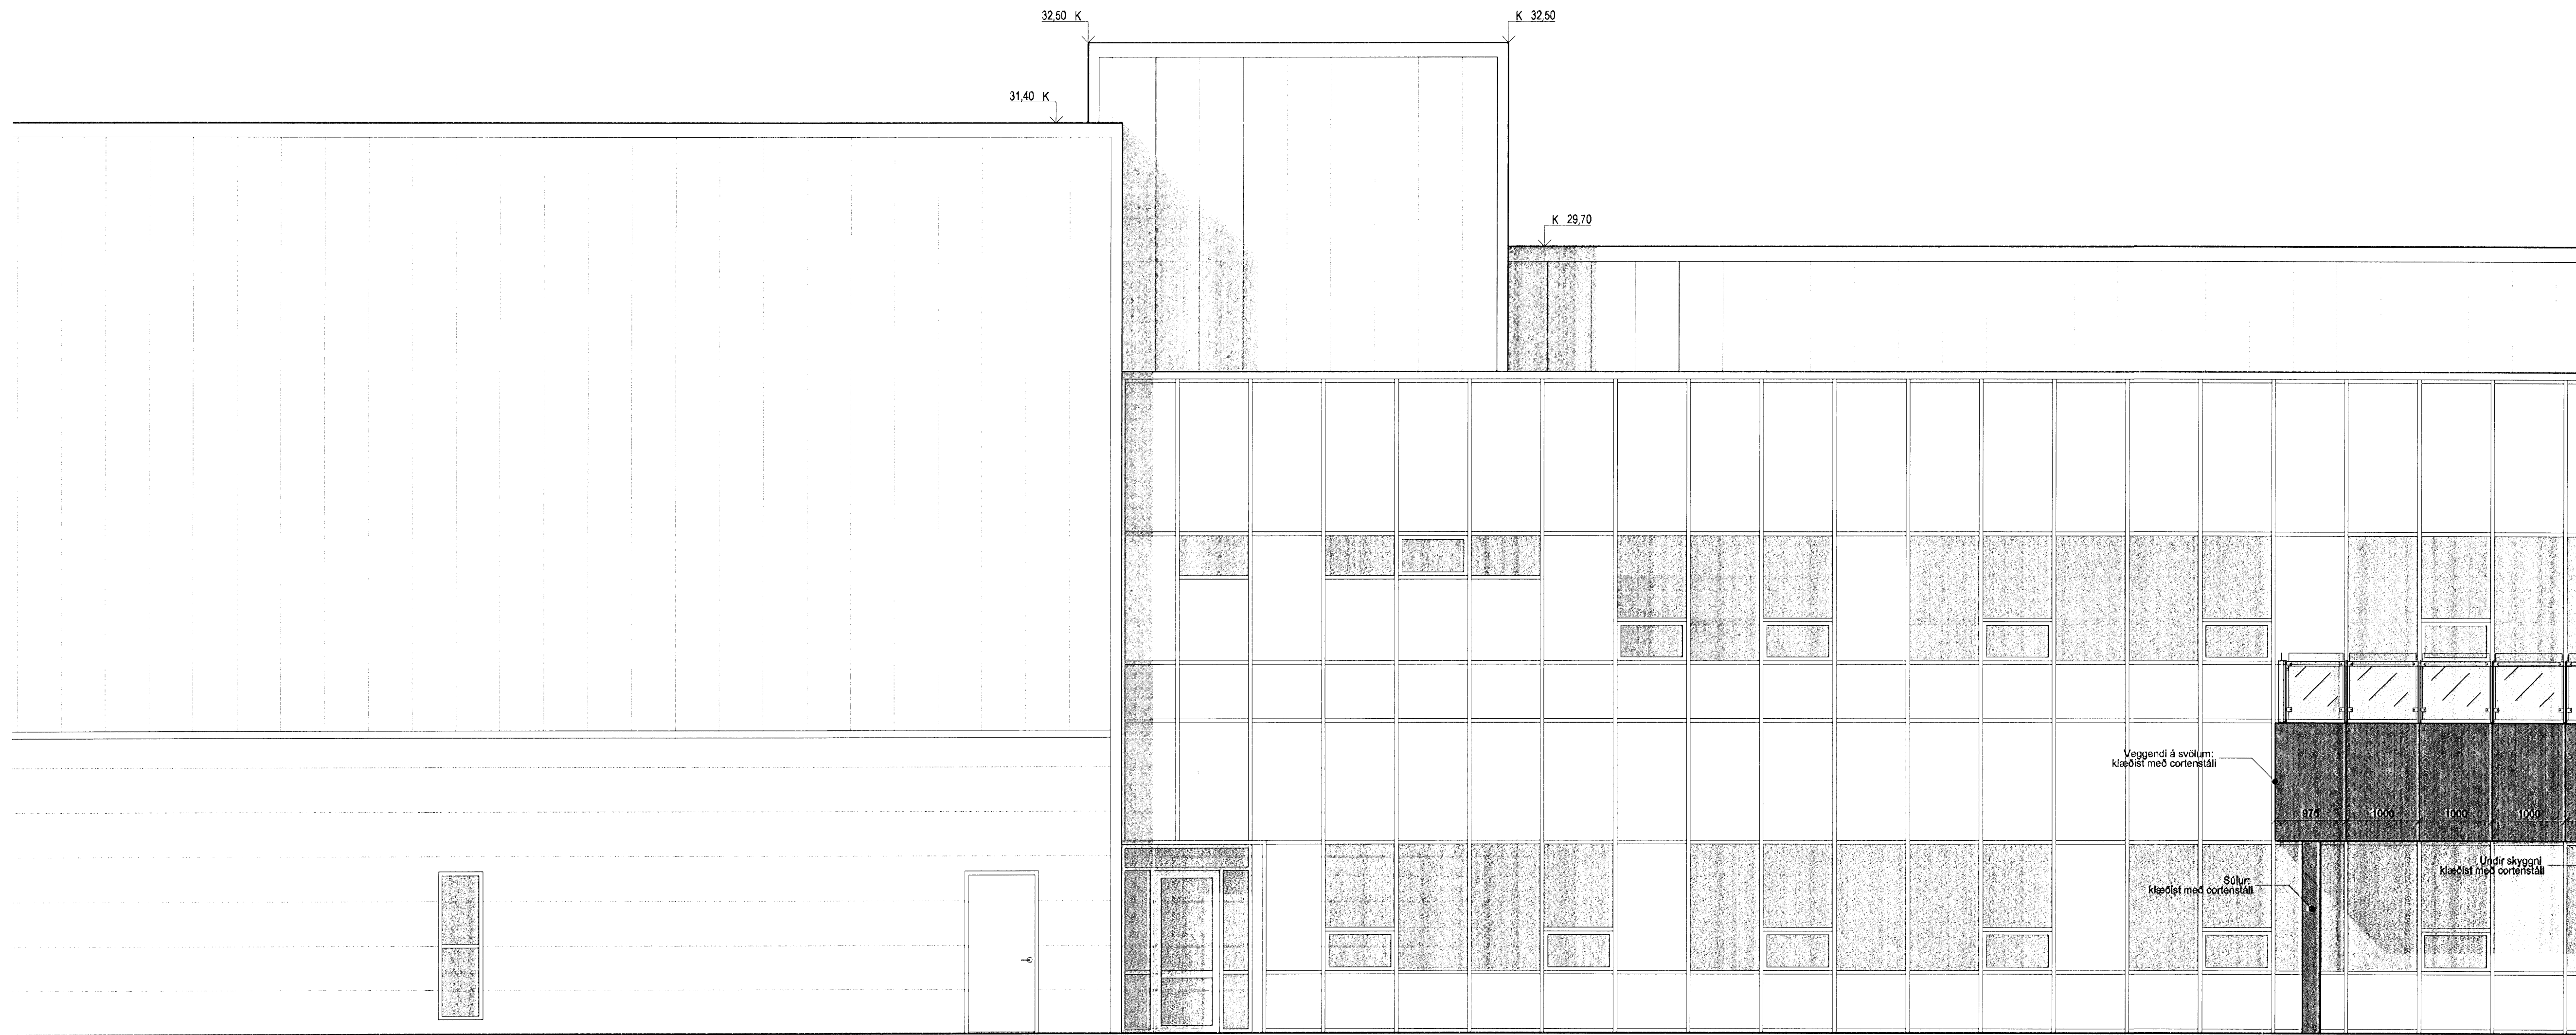 32,50 K
K 32,50
31,40 K
K 29,70
Veggendi á svölum:
klæðist með cortenstáli
975 1000 1000 1000
Undir skyggni
klæðist með cortenstáli
Súlur:
klæðist með cortenstáli